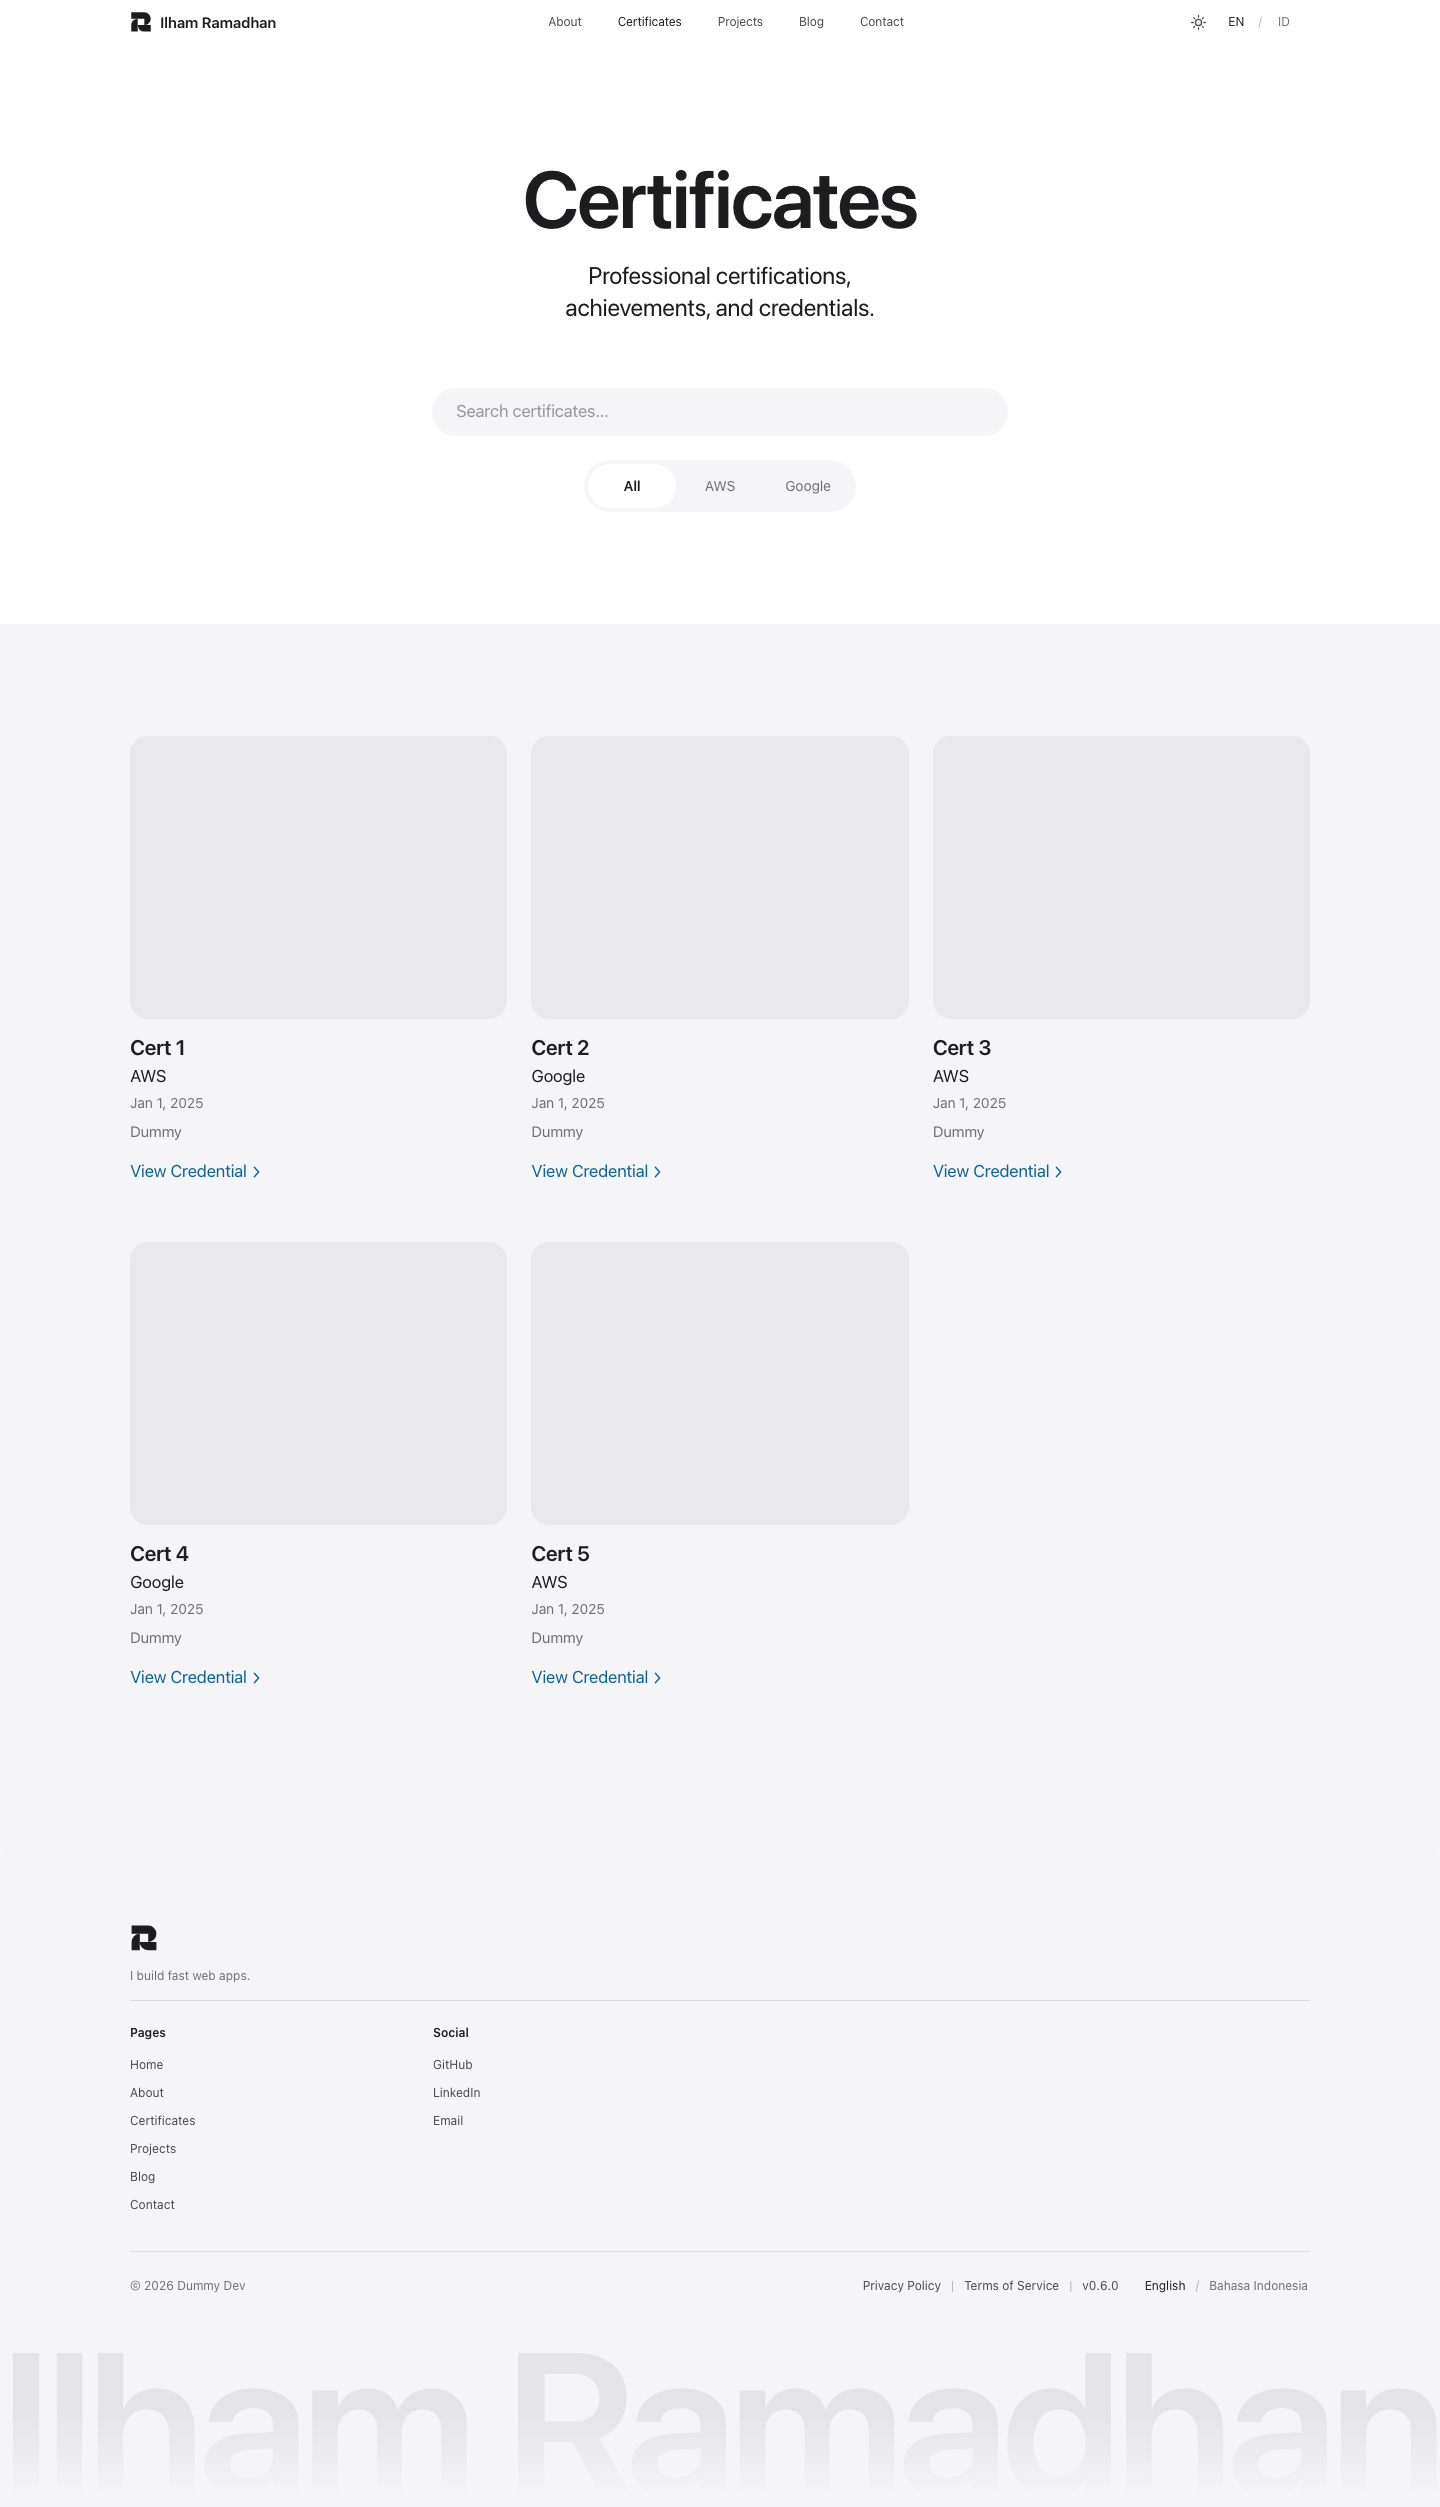 Ilham Ramadhan
About Certificates Projects Blog Contact
EN / ID
Certificates
Professional certifications,
achievements, and credentials.
Search certificates...
All AWS Google
Cert 1
AWS
Jan 1, 2025
Dummy
View Credential
Cert 2
Google
Jan 1, 2025
Dummy
View Credential
Cert 3
AWS
Jan 1, 2025
Dummy
View Credential
Cert 4
Google
Jan 1, 2025
Dummy
View Credential
Cert 5
AWS
Jan 1, 2025
Dummy
View Credential
I build fast web apps.
Pages
Home
About
Certificates
Projects
Blog
Contact
Social
GitHub
LinkedIn
Email
© 2026 Dummy Dev
Privacy Policy | Terms of Service | v0.6.0 English / Bahasa Indonesia
Ilham Ramadhan